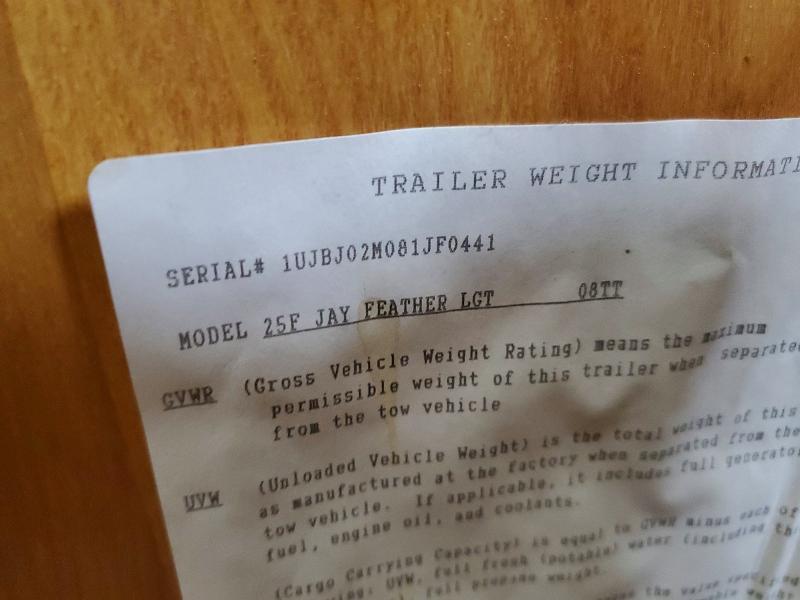 TRAILER WEIGHT INFORMATI
SERIAL# 1UJBJ02M081JF0441
MODEL 25F JAY FEATHER LGT 08TT
GVWR (Gross Vehicle Weight Rating) means the maximum
permissible weight of this trailer when separated
from the tow vehicle
UVW (Unloaded Vehicle Weight) is the total weight of this
as manufactured at the factory when separated from the
tow vehicle. If applicable, it includes full generator
fuel, engine oil, and coolants.
(Cargo Carrying Capacity) is equal to GVWR minus each of
UVW, full fresh (potable) water (including th
full propane weight.
means the value specified